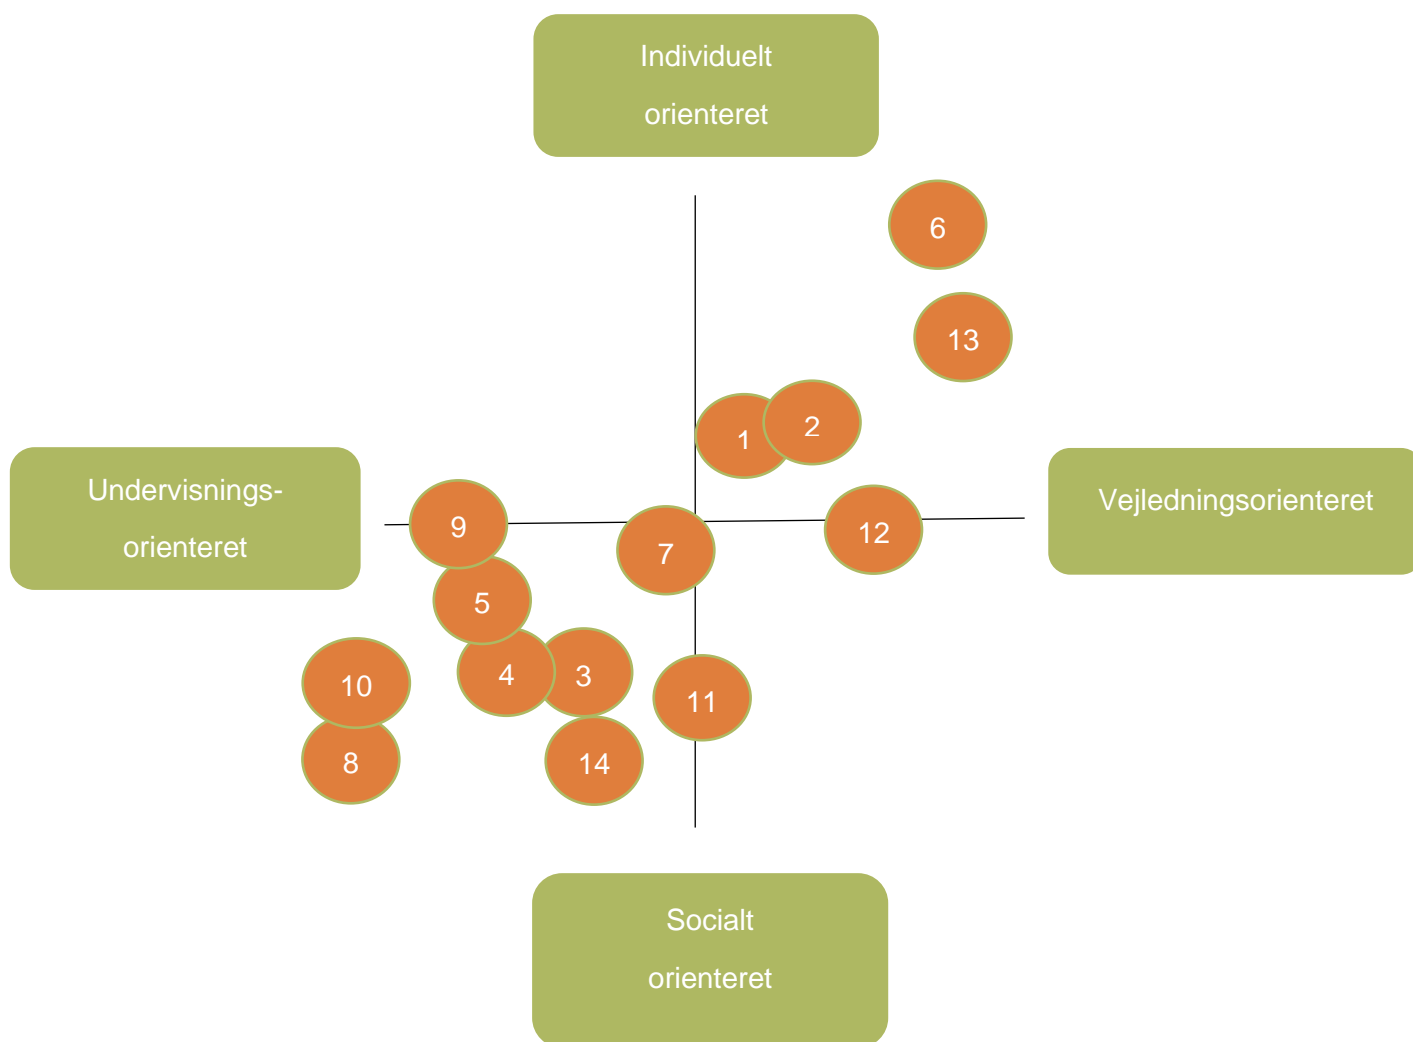 Individuelt
orienteret
6
13
2
1
Undervisnings-
orienteret
Vejledningsorienteret
9
12
7
5
4
3
10
11
8
14
Socialt
orienteret